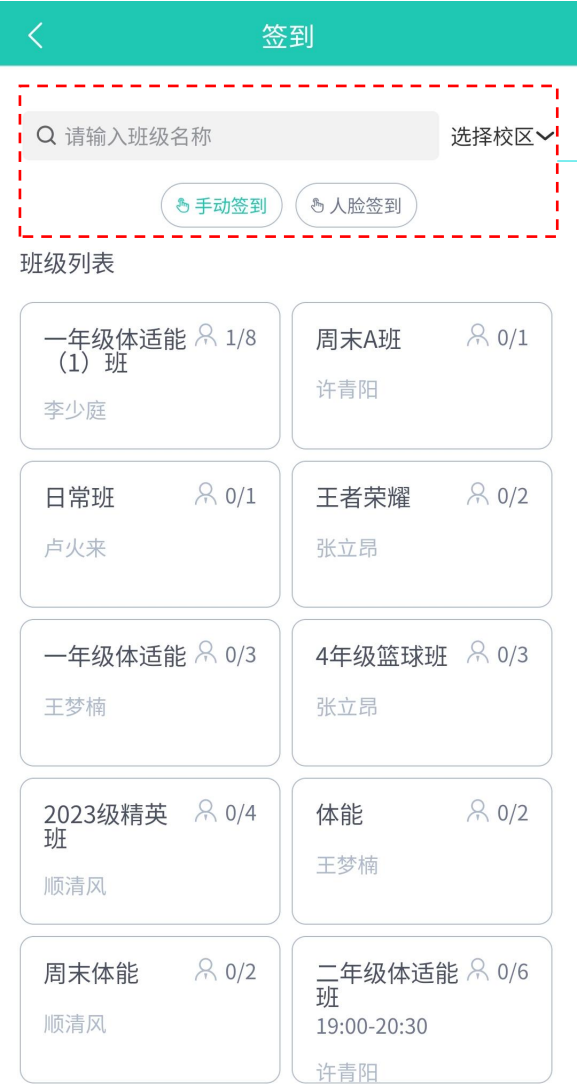 签到
请输入班级名称
选择校区
手动签到
人脸签到
班级列表
一年级体适能 1/8
（1）班
李少庭
周末A班 0/1
许青阳
日常班 0/1
卢火来
王者荣耀 0/2
张立昂
一年级体适能 0/3
王梦楠
4年级篮球班 0/3
张立昂
2023级精英 0/4
班
顺清风
体能 0/2
王梦楠
周末体能 0/2
顺清风
二年级体适能 0/6
班
19:00-20:30
许青阳